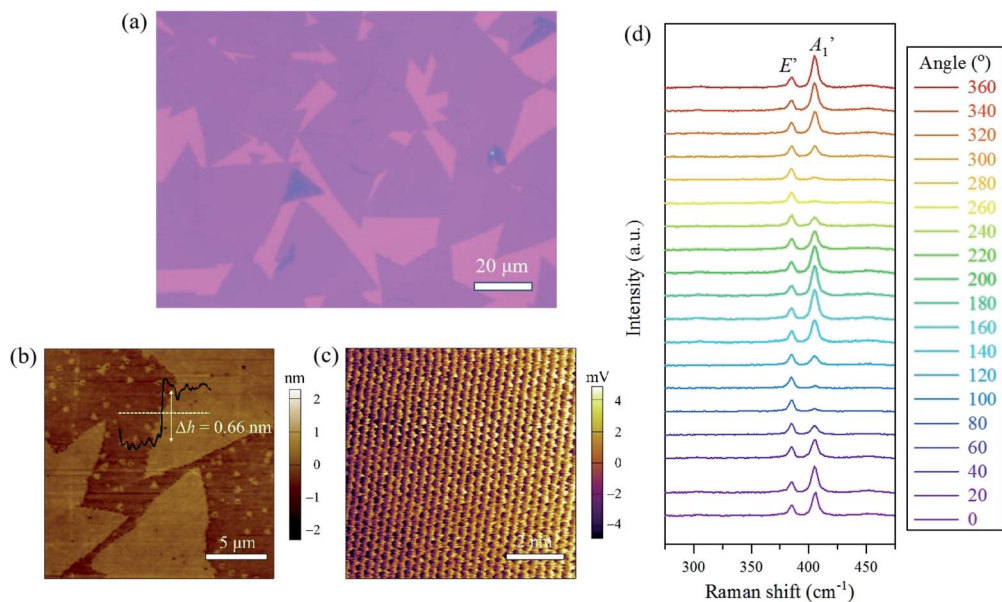 (a)
20 μm
(b)
Δh = 0.66 nm
5 μm
nm
2
1
0
–1
–2
(c)
2 nm
mV
4
2
0
–2
–4
(d)
E’
A₁’
Intensity (a.u.)
300
350
400
450
Raman shift (cm⁻¹)
Angle (º)
360
340
320
300
280
260
240
220
200
180
160
140
120
100
80
60
40
20
0